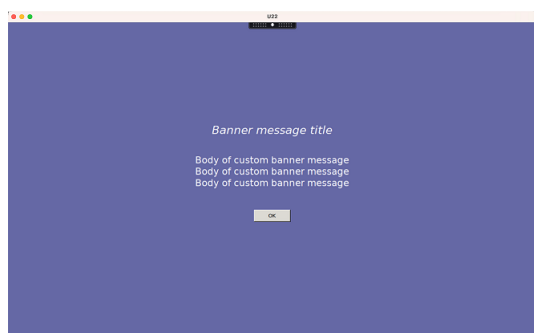 U22
Banner message title
Body of custom banner message
Body of custom banner message
Body of custom banner message
OK